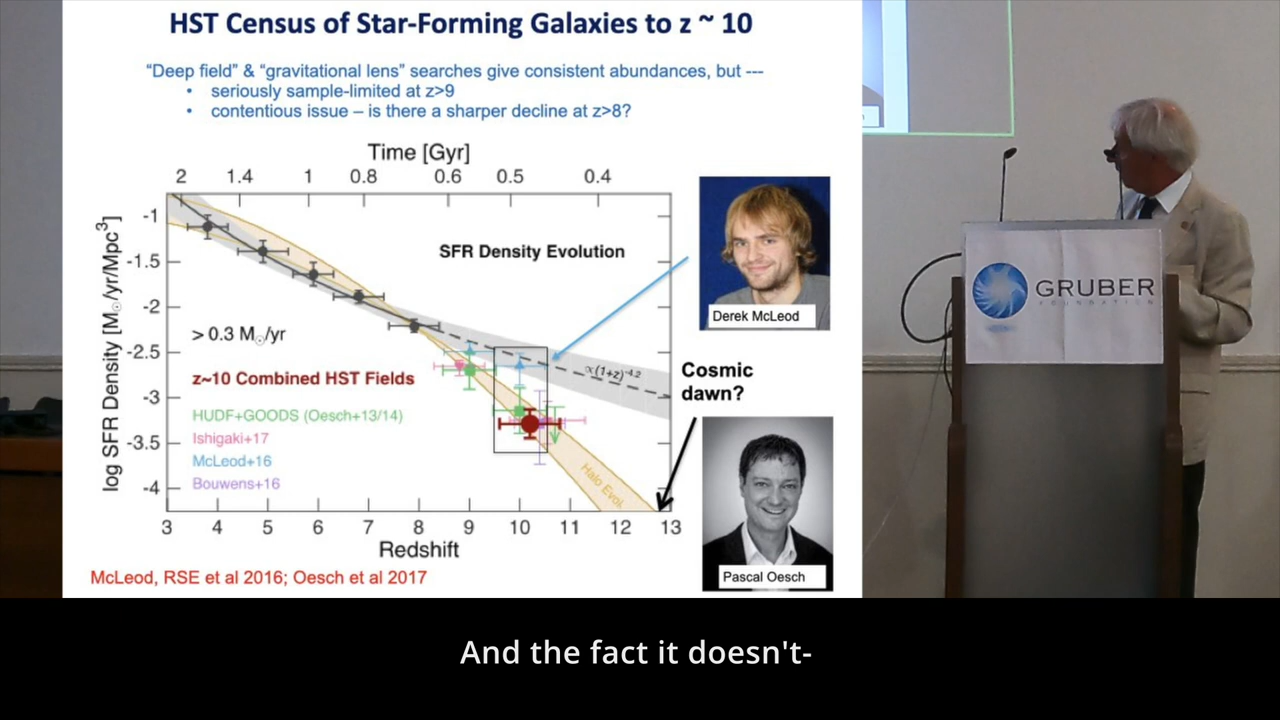 HST Census of Star-Forming Galaxies to z ~ 10
“Deep field” & “gravitational lens” searches give consistent abundances, but ---
• seriously sample-limited at z>9
• contentious issue – is there a sharper decline at z>8?
Time [Gyr]
2 1.4 1 0.8 0.6 0.5 0.4
log SFR Density [M☉/yr/Mpc³]
-1
-1.5
-2
-2.5
-3
-3.5
-4
SFR Density Evolution
> 0.3 M☉/yr
z~10 Combined HST Fields
HUDF+GOODS (Oesch+13/14)
Ishigaki+17
McLeod+16
Bouwens+16
∝(1+z)^-4.2
Halo Evol.
3 4 5 6 7 8 9 10 11 12 13
Redshift
Derek McLeod
Cosmic
dawn?
Pascal Oesch
McLeod, RSE et al 2016; Oesch et al 2017
GRUBER
FOUNDATION
And the fact it doesn't-